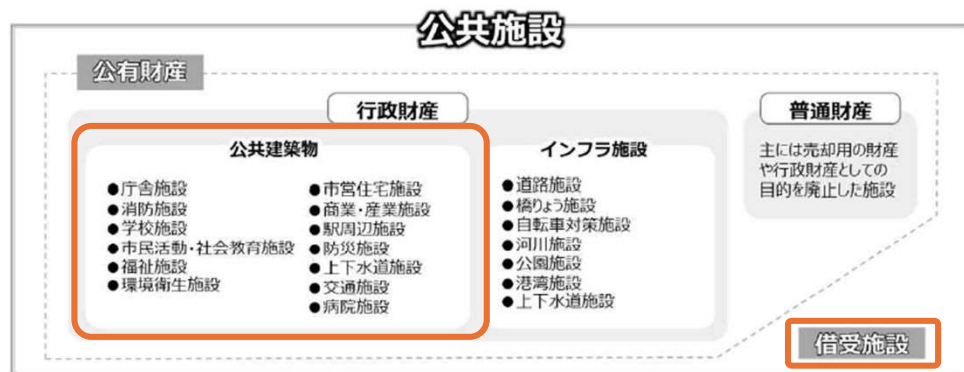 公共施設
公有財産
行政財産
公共建築物
●庁舎施設
●消防施設
●学校施設
●市民活動・社会教育施設
●福祉施設
●環境衛生施設
●市営住宅施設
●商業・産業施設
●駅周辺施設
●防災施設
●上下水道施設
●交通施設
●病院施設
インフラ施設
●道路施設
●橋りょう施設
●自転車対策施設
●河川施設
●公園施設
●港湾施設
●上下水道施設
普通財産
主には売却用の財産
や行政財産としての
目的を廃止した施設
借受施設